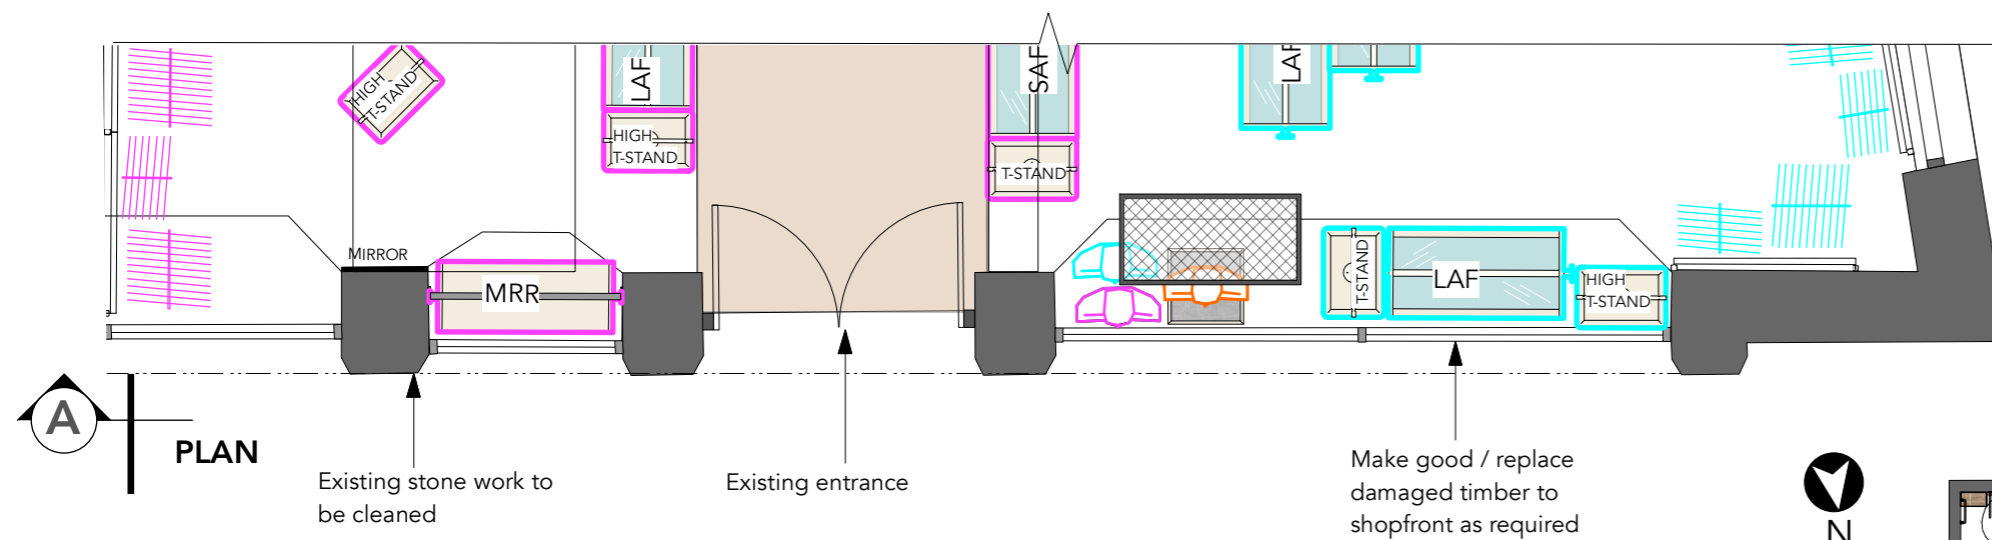 HIGH
T-STAND
LAF
HIGH
T-STAND
SAF
T-STAND
LAF
MIRROR
MRR
T-STAND
LAF
HIGH
T-STAND
A
PLAN
Existing stone work to
be cleaned
Existing entrance
Make good / replace
damaged timber to
shopfront as required
N